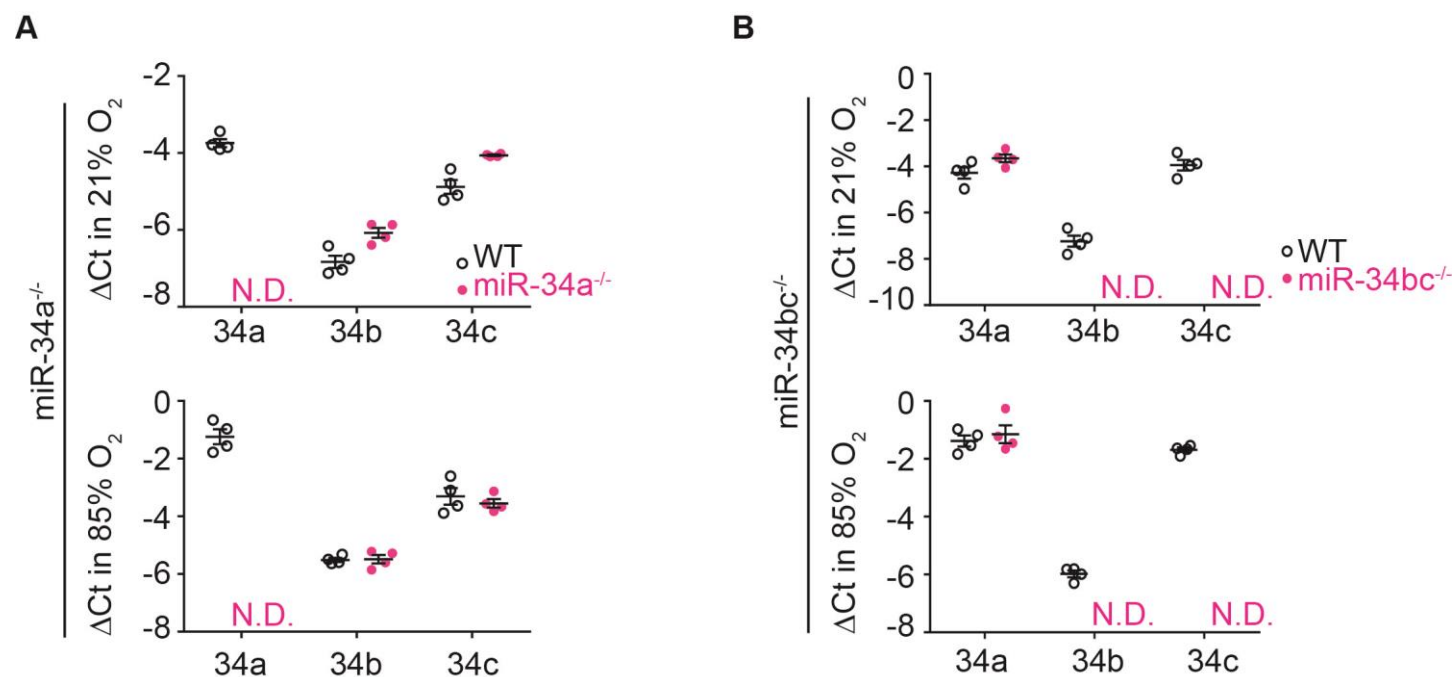 A
miR-34a-/-
ΔCt in 21% O2
-2
-4
-6
-8
N.D.
WT
miR-34a-/-
34a 34b 34c
ΔCt in 85% O2
0
-2
-4
-6
-8
N.D.
34a 34b 34c
B
miR-34bc-/-
ΔCt in 21% O2
0
-2
-4
-6
-8
-10
N.D. N.D.
WT
miR-34bc-/-
34a 34b 34c
ΔCt in 85% O2
0
-2
-4
-6
-8
N.D. N.D.
34a 34b 34c